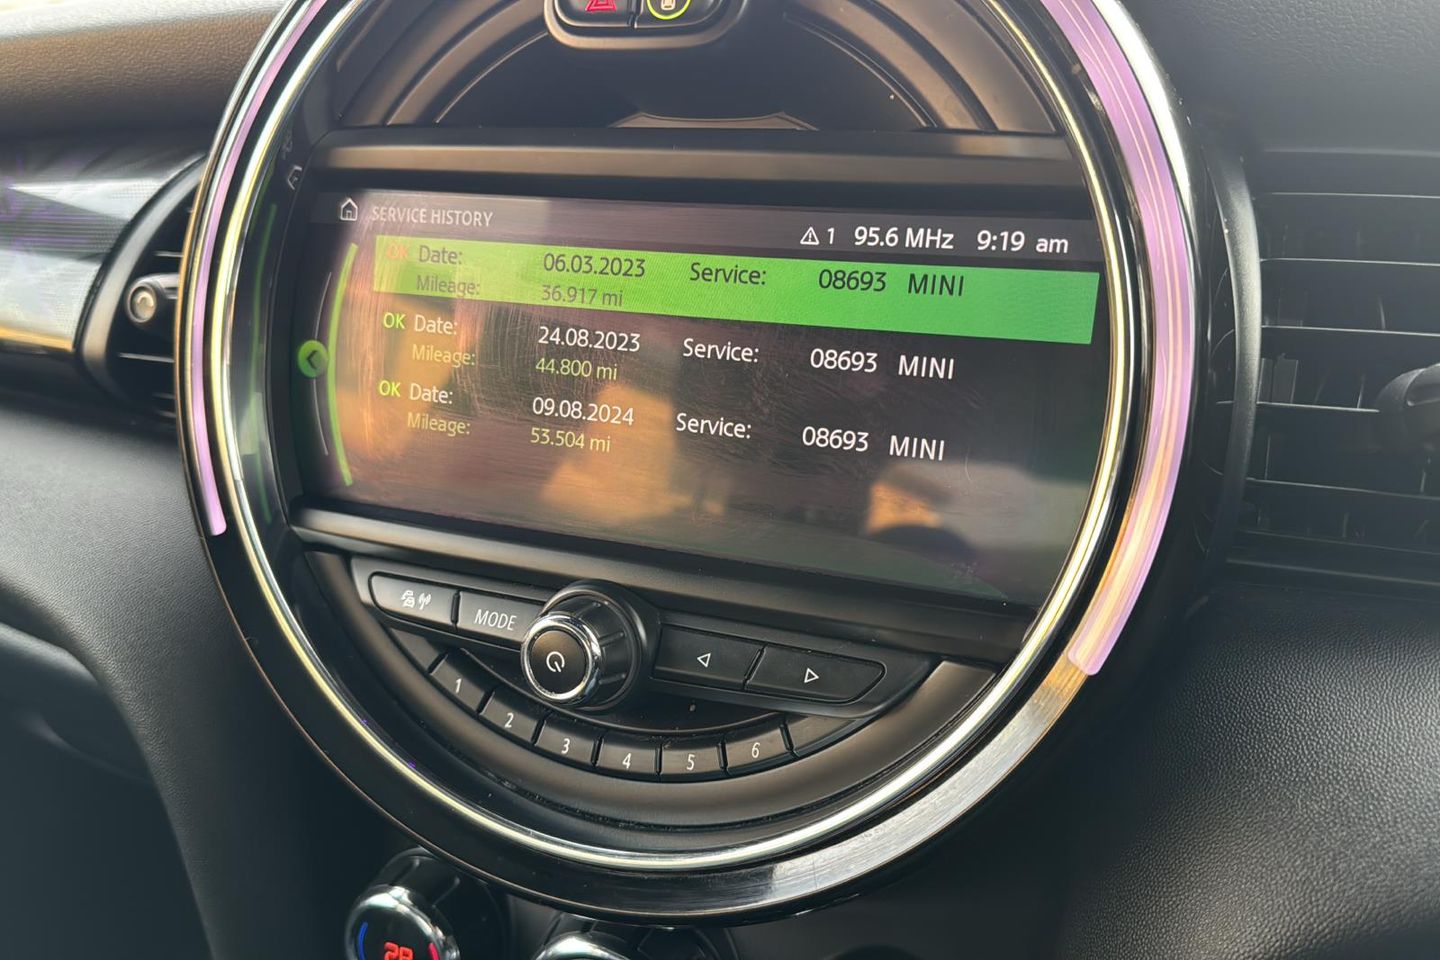 SERVICE HISTORY
1 95.6 MHz 9:19 am
OK Date: 06.03.2023 Service: 08693 MINI
Mileage: 36.917 mi
OK Date: 24.08.2023 Service: 08693 MINI
Mileage: 44.800 mi
OK Date: 09.08.2024 Service: 08693 MINI
Mileage: 53.504 mi
MODE
1 2 3 4 5 6